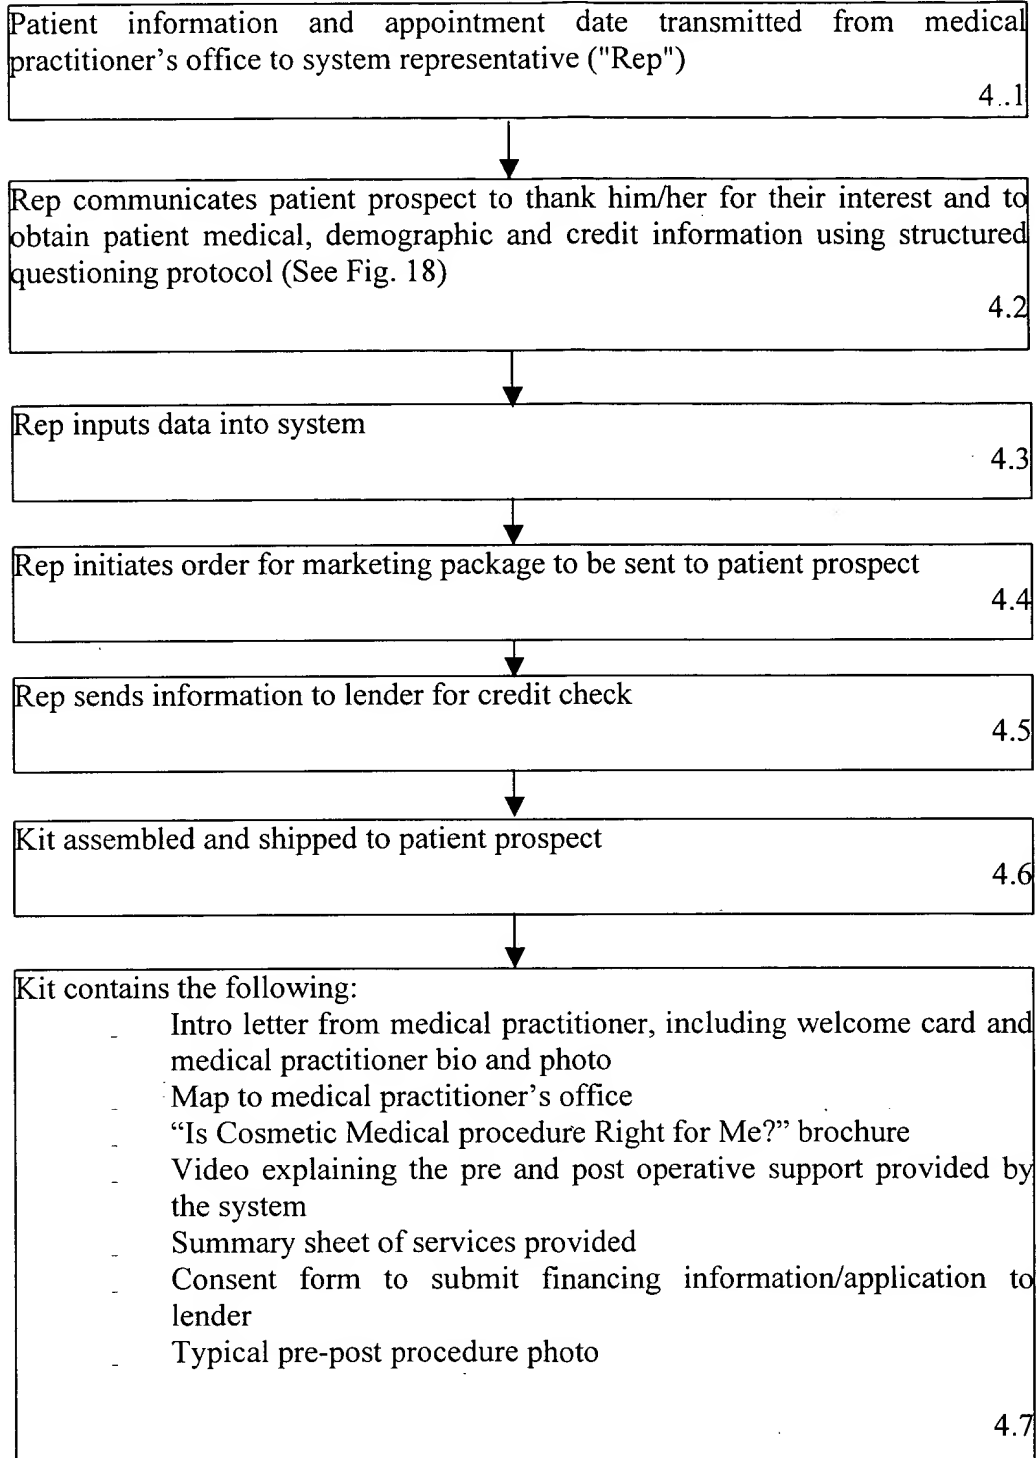 Patient information and appointment date transmitted from medical
practitioner's office to system representative ("Rep")
4..1
Rep communicates patient prospect to thank him/her for their interest and to
obtain patient medical, demographic and credit information using structured
questioning protocol (See Fig. 18)
4.2
Rep inputs data into system
4.3
Rep initiates order for marketing package to be sent to patient prospect
4.4
Rep sends information to lender for credit check
4.5
Kit assembled and shipped to patient prospect
4.6
Kit contains the following:
- Intro letter from medical practitioner, including welcome card and
medical practitioner bio and photo
- Map to medical practitioner's office
- “Is Cosmetic Medical procedure Right for Me?” brochure
- Video explaining the pre and post operative support provided by
the system
- Summary sheet of services provided
- Consent form to submit financing information/application to
lender
- Typical pre-post procedure photo
4.7